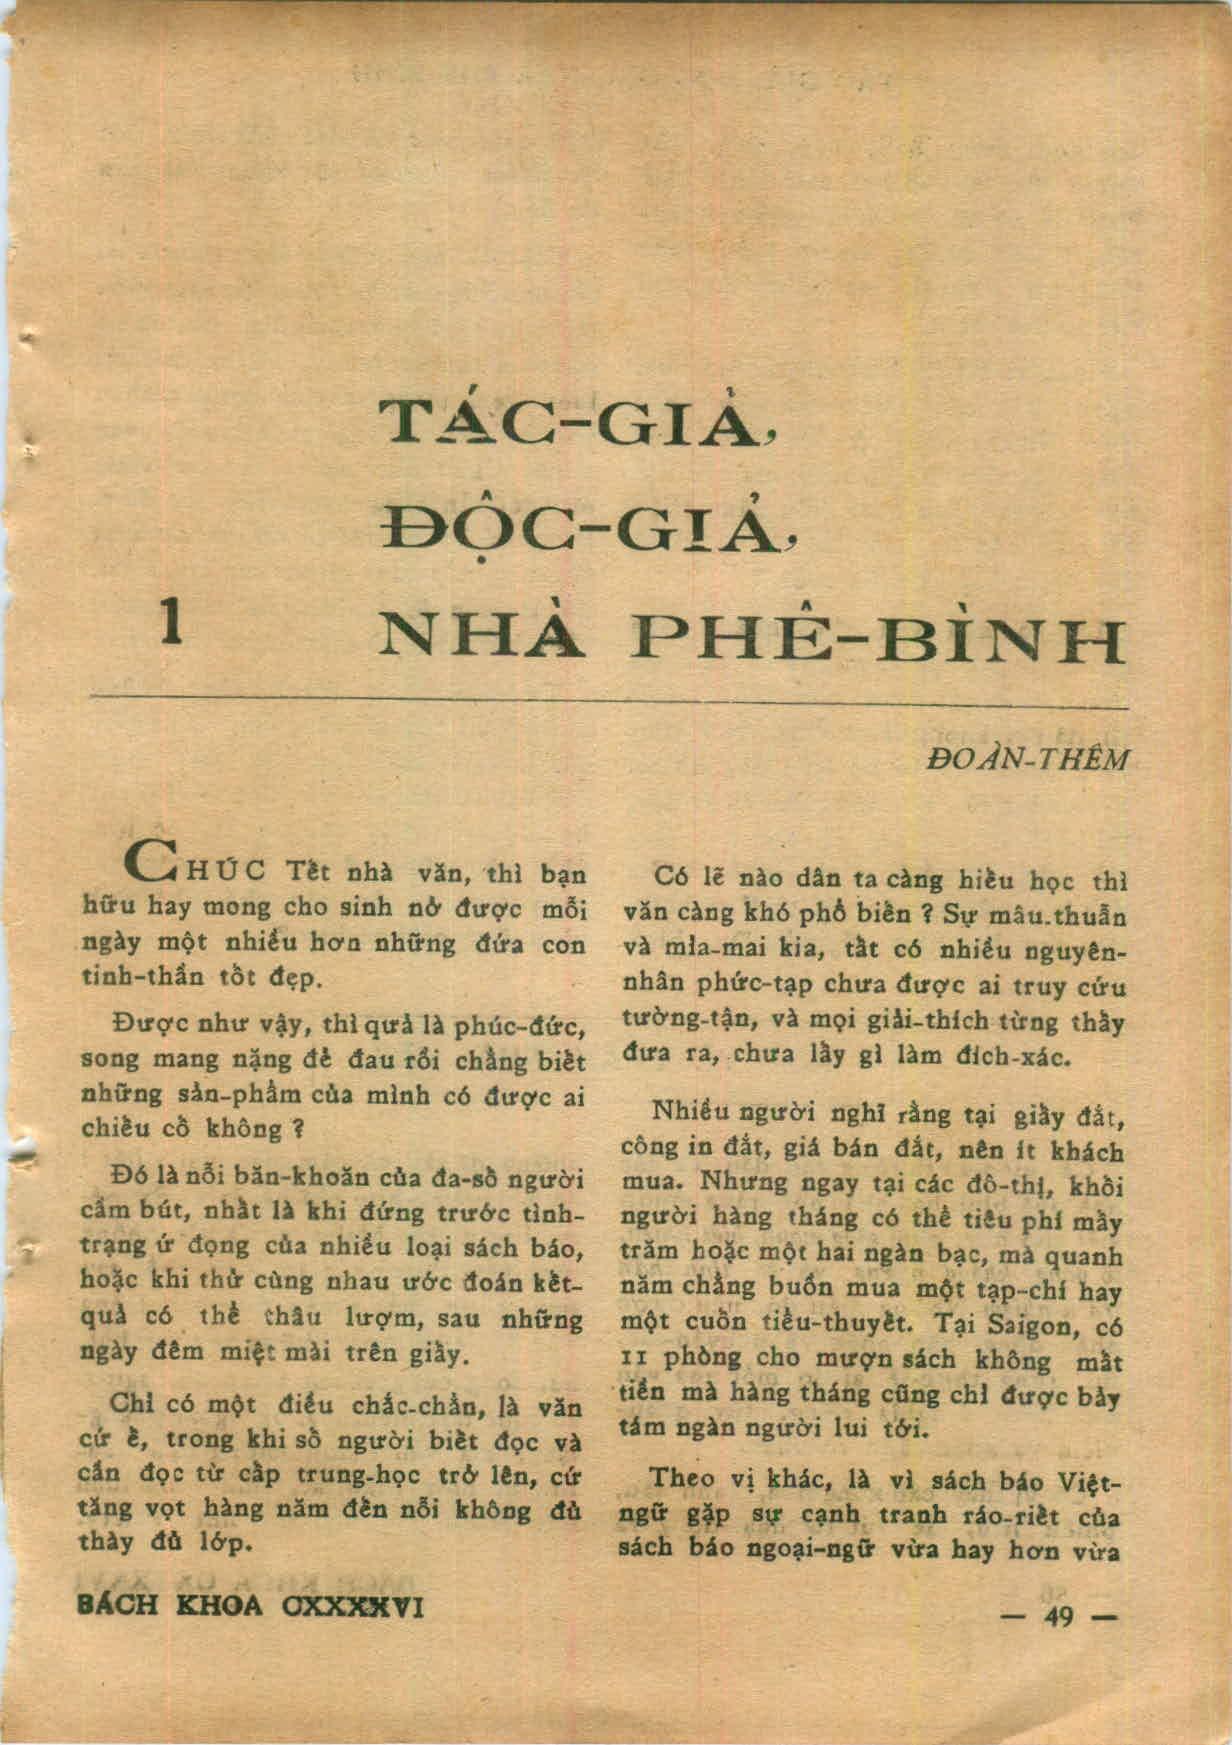 TÁC-GIẢ,
ĐỘC-GIẢ,
1 NHÀ PHÊ-BÌNH
ĐOÀN-THÊM
CHÚC Tết nhà văn, thì bạn
hữu hay mong cho sinh nở được mỗi
ngày một nhiều hơn những đứa con
tinh-thần tốt đẹp.
Được như vậy, thì quả là phúc-đức,
song mang nặng đẻ đau rồi chẳng biết
những sản-phẩm của mình có được ai
chiếu cố không ?
Đó là nỗi băn-khoăn của đa-số người
cầm bút, nhất là khi đứng trước tình-
trạng ứ đọng của nhiều loại sách báo,
hoặc khi thử cùng nhau ước đoán kết-
quả có thể thâu lượm, sau những
ngày đêm miệt mài trên giấy.
Chỉ có một điều chắc-chắn, là văn
cứ ế, trong khi số người biết đọc và
cần đọc từ cấp trung-học trở lên, cứ
tăng vọt hàng năm đến nỗi không đủ
thày đủ lớp.
Có lẽ nào dân ta càng hiếu học thì
văn càng khó phổ biến ? Sự mâu-thuẫn
và mỉa-mai kia, tất có nhiều nguyên-
nhân phức-tạp chưa được ai truy cứu
tường-tận, và mọi giải-thích từng thấy
đưa ra, chưa lấy gì làm đích-xác.
Nhiều người nghĩ rằng tại giấy đắt,
công in đắt, giá bán đắt, nên ít khách
mua. Nhưng ngay tại các đô-thị, khối
người hàng tháng có thể tiêu phí mấy
trăm hoặc một hai ngàn bạc, mà quanh
năm chẳng buồn mua một tạp-chí hay
một cuốn tiểu-thuyết. Tại Saigon, có
11 phòng cho mượn sách không mất
tiền mà hàng tháng cũng chỉ được bảy
tám ngàn người lui tới.
Theo vị khác, là vì sách báo Việt-
ngữ gặp sự cạnh tranh ráo-riết của
sách báo ngoại-ngữ vừa hay hơn vừa
BÁCH KHOA CXXXXVI
— 49 —